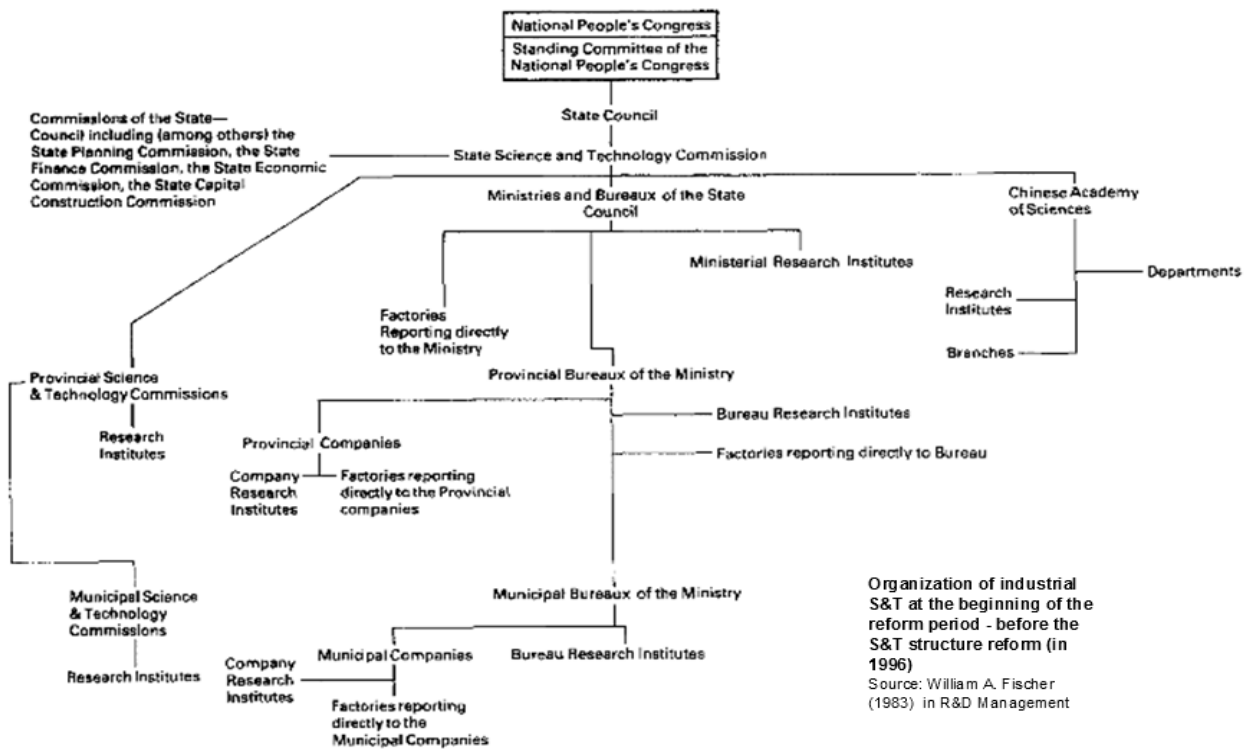 National People's Congress
Standing Committee of the
National People's Congress
State Council
Commissions of the State—
Council including (among others) the
State Planning Commission, the State
Finance Commission, the State Economic
Commission, the State Capital
Construction Commission
State Science and Technology Commission
Ministries and Bureaux of the State
Council
Chinese Academy
of Sciences
Ministerial Research Institutes
Departments
Research
Institutes
Branches
Factories
Reporting directly
to the Ministry
Provincial Science
& Technology Commissions
Research
Institutes
Provincial Bureaux of the Ministry
Bureau Research Institutes
Factories reporting directly to Bureau
Provincial Companies
Company
Research
Institutes
Factories reporting
directly to the Provincial
companies
Municipal Science
& Technology
Commissions
Research Institutes
Municipal Bureaux of the Ministry
Municipal Companies
Bureau Research Institutes
Company
Research
Institutes
Factories reporting
directly to the
Municipal Companies
Organization of industrial
S&T at the beginning of the
reform period - before the
S&T structure reform (in
1996)
Source: William A. Fischer
(1983) in R&D Management